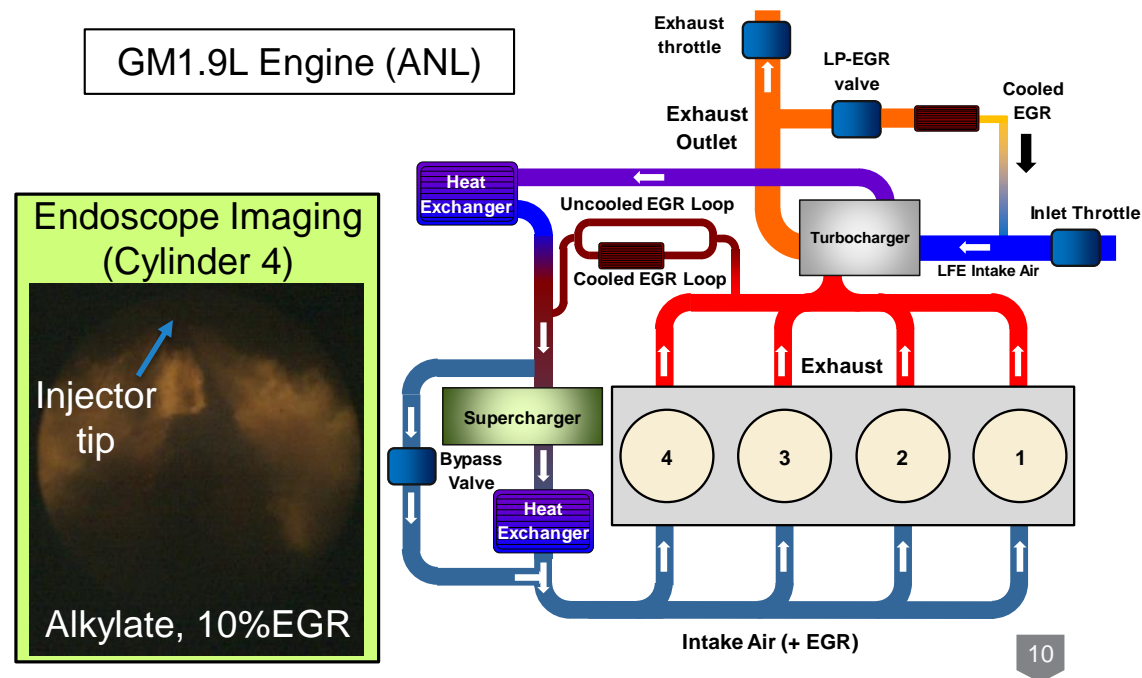 GM1.9L Engine (ANL)
Exhaust
throttle
LP-EGR
valve
Cooled
EGR
Exhaust
Outlet
Heat
Exchanger
Uncooled EGR Loop
Cooled EGR Loop
Turbocharger
Inlet Throttle
LFE Intake Air
Endoscope Imaging
(Cylinder 4)
Injector
tip
Alkylate, 10%EGR
Exhaust
Supercharger
Bypass
Valve
Heat
Exchanger
4
3
2
1
Intake Air (+ EGR)
10